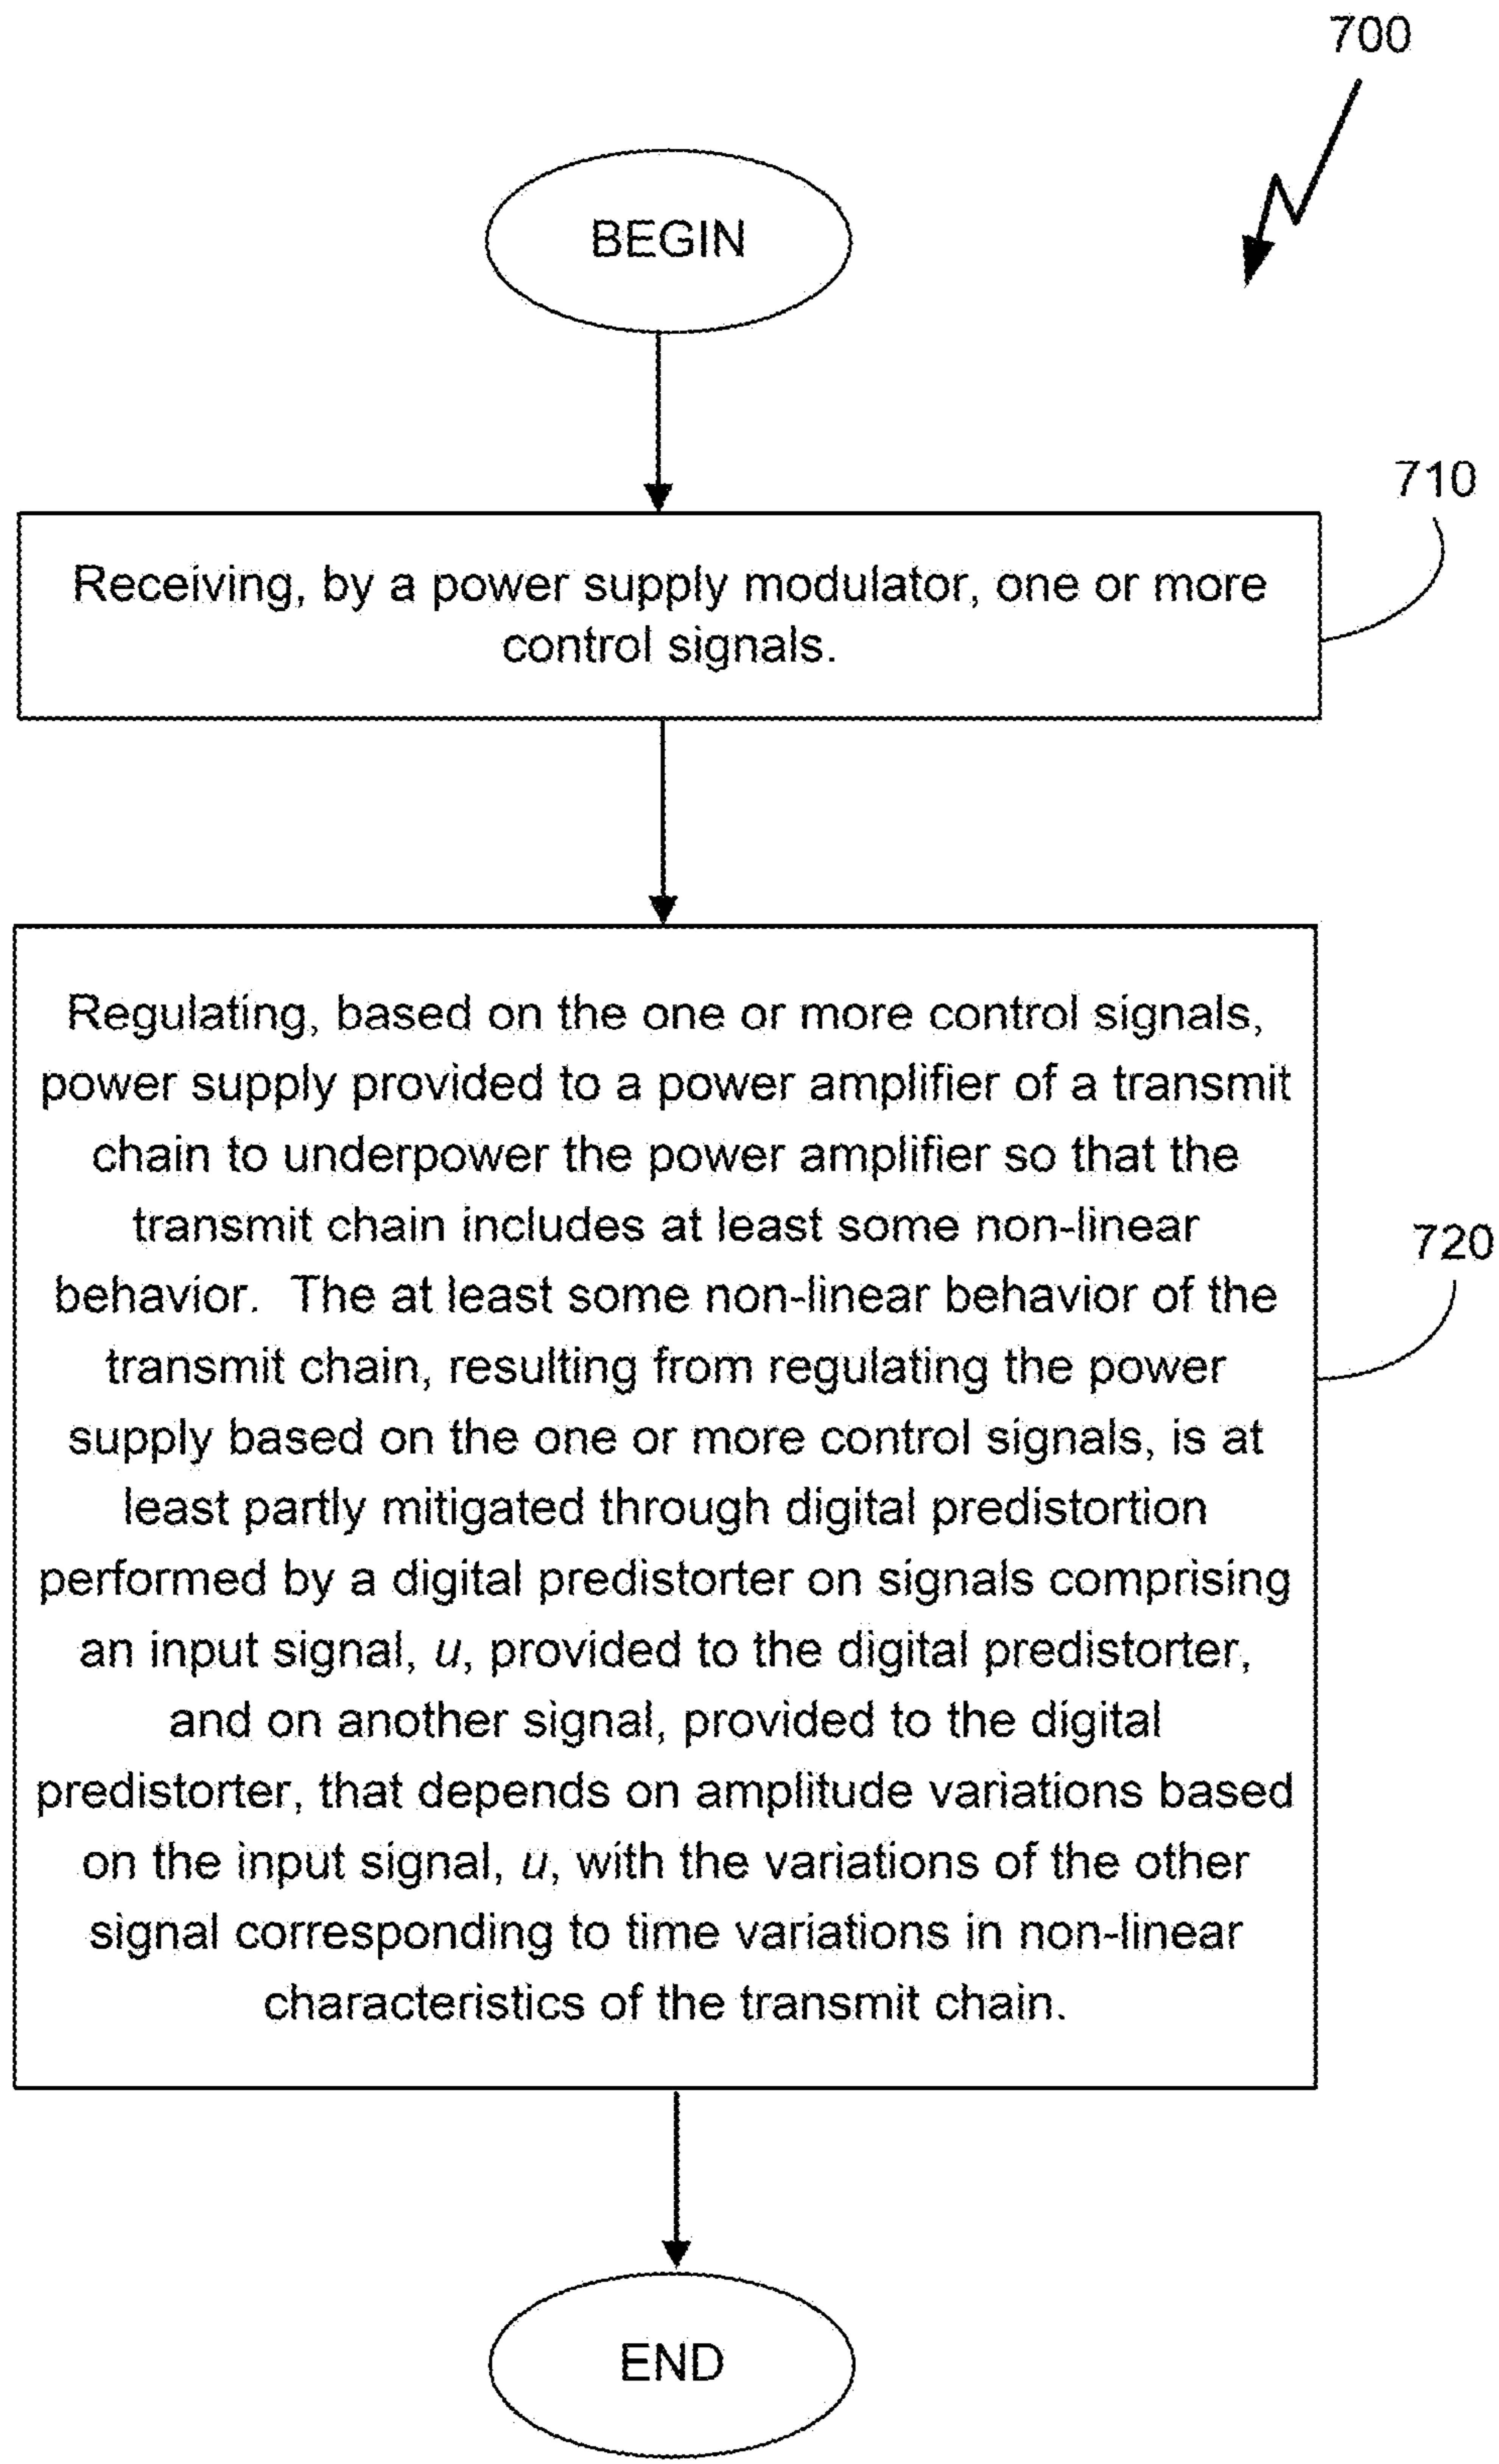 700
BEGIN
710
Receiving, by a power supply modulator, one or more
control signals.
Regulating, based on the one or more control signals,
power supply provided to a power amplifier of a transmit
chain to underpower the power amplifier so that the
transmit chain includes at least some non-linear
720
behavior.  The at least some non-linear behavior of the
transmit chain, resulting from regulating the power
supply based on the one or more control signals, is at
least partly mitigated through digital predistortion
performed by a digital predistorter on signals comprising
an input signal, u, provided to the digital predistorter,
and on another signal, provided to the digital
predistorter, that depends on amplitude variations based
on the input signal, u, with the variations of the other
signal corresponding to time variations in non-linear
characteristics of the transmit chain.
END